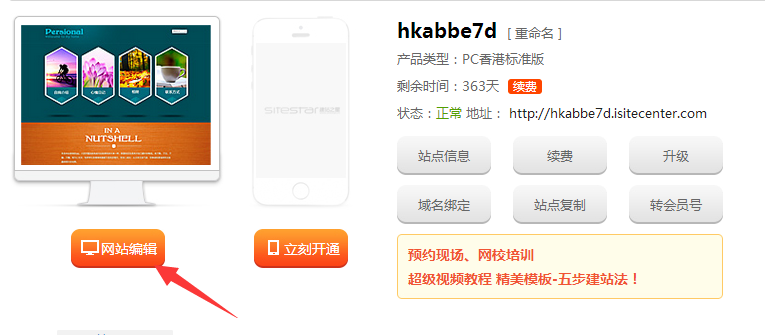 Personal
IN A
NUTSHELL
sitestar
网站编辑
立刻开通
hkabbe7d [ 重命名 ]
产品类型：PC香港标准版
剩余时间：363天 续费
状态：正常 地址： http://hkabbe7d.isitecenter.com
站点信息 续费 升级
域名绑定 站点复制 转会员号
预约现场、网校培训
超级视频教程 精美模板-五步建站法！